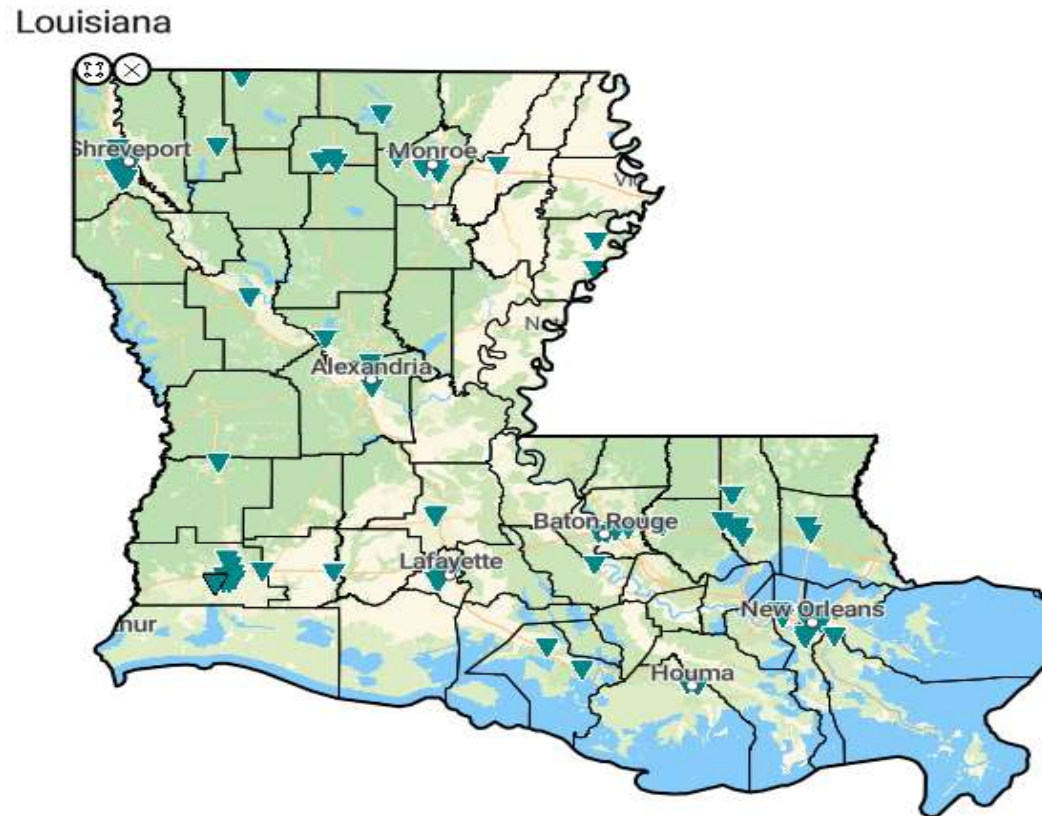 Louisiana
Shreveport
Monroe
Alexandria
Baton Rouge
Lafayette
New Orleans
Houma